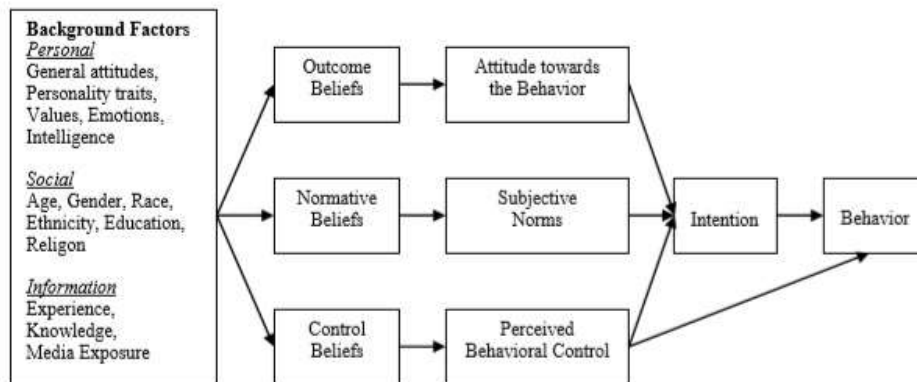 Background Factors
Personal
General attitudes,
Personality traits,
Values, Emotions,
Intelligence
Social
Age, Gender, Race,
Ethnicity, Education,
Religon
Information
Experience,
Knowledge,
Media Exposure
Outcome
Beliefs
Attitude towards
the Behavior
Normative
Beliefs
Subjective
Norms
Control
Beliefs
Perceived
Behavioral Control
Intention
Behavior